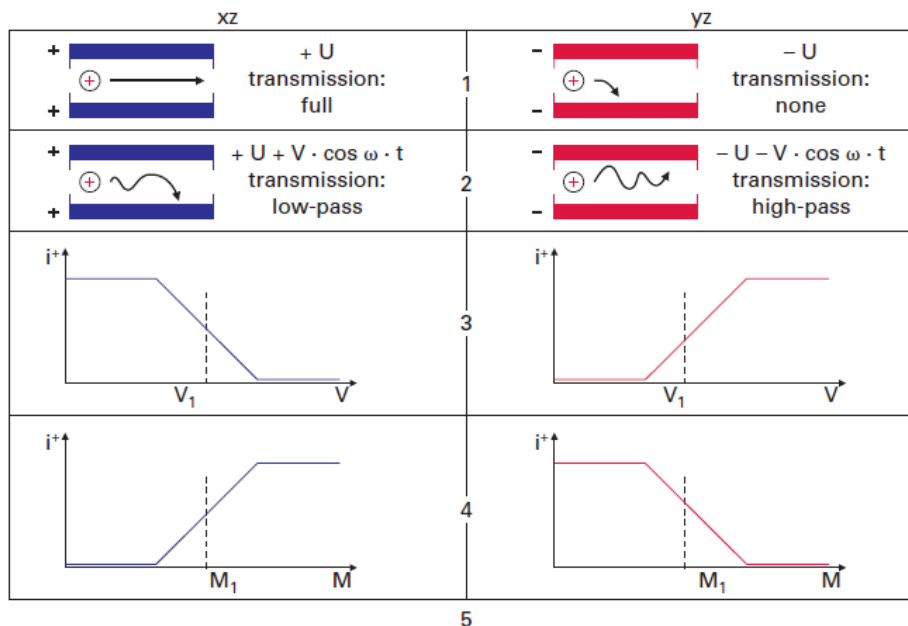 xz
yz
+
+
+
+ U
transmission:
full
1
-
-
+
– U
transmission:
none
+
+
+
+ U + V · cos ω · t
transmission:
low-pass
2
-
-
+
– U – V · cos ω · t
transmission:
high-pass
i+
V1
V
3
i+
V1
V
i+
M1
M
4
i+
M1
M
5